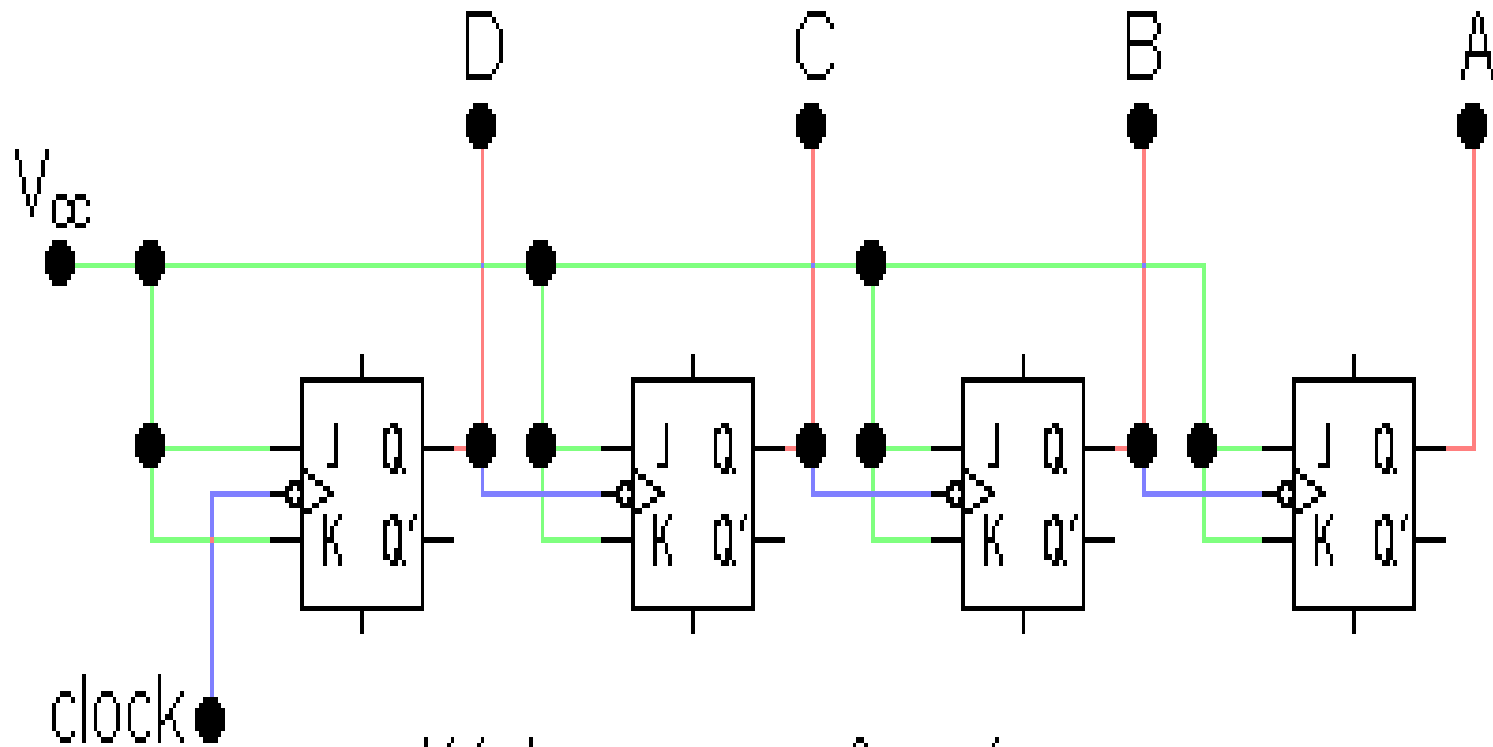 D C B A
Vcc
J Q J Q J Q J Q
K Q' K Q' K Q' K Q'
clock